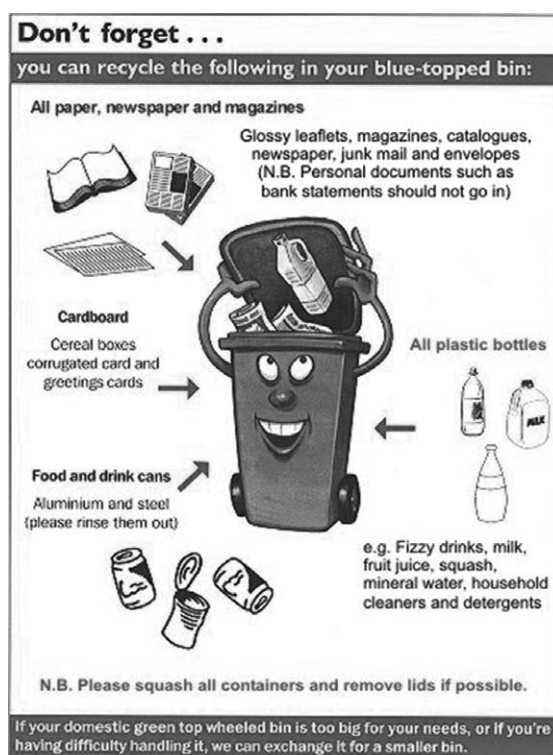 Don't forget . . .
you can recycle the following in your blue-topped bin:
All paper, newspaper and magazines
Glossy leaflets, magazines, catalogues,
newspaper, junk mail and envelopes
(N.B. Personal documents such as
bank statements should not go in)
Cardboard
Cereal boxes
corrugated card and
greetings cards
All plastic bottles
MILK
Food and drink cans
Aluminium and steel
(please rinse them out)
e.g. Fizzy drinks, milk,
fruit juice, squash,
mineral water, household
cleaners and detergents
N.B. Please squash all containers and remove lids if possible.
If your domestic green top wheeled bin is too big for your needs, or if you're
having difficulty handling it, we can exchange it for a smaller bin.